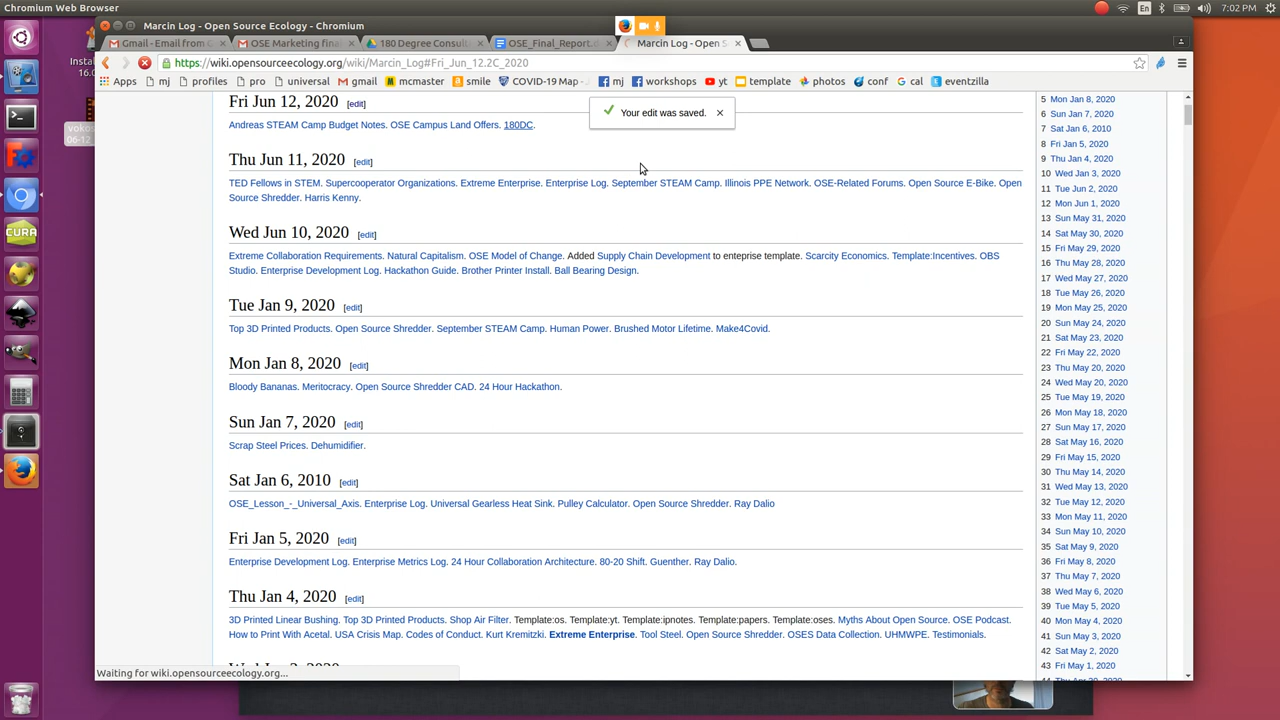 Chromium Web Browser
En
7:02 PM
Marcin Log - Open Source Ecology - Chromium
Gmail - Email from G
OSE Marketing fina
180 Degree Consult
OSE_Final_Report.d
Marcin Log - Open S
https://wiki.opensourceecology.org/wiki/Marcin_Log#Fri_Jun_12.2C_2020
Apps mj profiles pro universal gmail mcmaster smile COVID-19 Map - mj workshops yt template photos conf cal eventzilla
Instal
16.0
vokos
06-12
CURA
Your edit was saved.
Fri Jun 12, 2020 [edit]
Andreas STEAM Camp Budget Notes. OSE Campus Land Offers. 180DC.
Thu Jun 11, 2020 [edit]
TED Fellows in STEM. Supercooperator Organizations. Extreme Enterprise. Enterprise Log. September STEAM Camp. Illinois PPE Network. OSE-Related Forums. Open Source E-Bike. Open
Source Shredder. Harris Kenny.
Wed Jun 10, 2020 [edit]
Extreme Collaboration Requirements. Natural Capitalism. OSE Model of Change. Added Supply Chain Development to enteprise template. Scarcity Economics. Template:Incentives. OBS
Studio. Enterprise Development Log. Hackathon Guide. Brother Printer Install. Ball Bearing Design.
Tue Jan 9, 2020 [edit]
Top 3D Printed Products. Open Source Shredder. September STEAM Camp. Human Power. Brushed Motor Lifetime. Make4Covid.
Mon Jan 8, 2020 [edit]
Bloody Bananas. Meritocracy. Open Source Shredder CAD. 24 Hour Hackathon.
Sun Jan 7, 2020 [edit]
Scrap Steel Prices. Dehumidifier.
Sat Jan 6, 2010 [edit]
OSE_Lesson_-_Universal_Axis. Enterprise Log. Universal Gearless Heat Sink. Pulley Calculator. Open Source Shredder. Ray Dalio
Fri Jan 5, 2020 [edit]
Enterprise Development Log. Enterprise Metrics Log. 24 Hour Collaboration Architecture. 80-20 Shift. Guenther. Ray Dalio.
Thu Jan 4, 2020 [edit]
3D Printed Linear Bushing. Top 3D Printed Products. Shop Air Filter. Template:os. Template:yt. Template:ipnotes. Template:papers. Template:oses. Myths About Open Source. OSE Podcast.
How to Print With Acetal. USA Crisis Map. Codes of Conduct. Kurt Kremitzki. Extreme Enterprise. Tool Steel. Open Source Shredder. OSES Data Collection. UHMWPE. Testimonials.
5 Mon Jan 8, 2020
6 Sun Jan 7, 2020
7 Sat Jan 6, 2010
8 Fri Jan 5, 2020
9 Thu Jan 4, 2020
10 Wed Jan 3, 2020
11 Tue Jun 2, 2020
12 Mon Jun 1, 2020
13 Sun May 31, 2020
14 Sat May 30, 2020
15 Fri May 29, 2020
16 Thu May 28, 2020
17 Wed May 27, 2020
18 Tue May 26, 2020
19 Mon May 25, 2020
20 Sun May 24, 2020
21 Sat May 23, 2020
22 Fri May 22, 2020
23 Thu May 20, 2020
24 Wed May 20, 2020
25 Tue May 19, 2020
26 Mon May 18, 2020
27 Sun May 17, 2020
28 Sat May 16, 2020
29 Fri May 15, 2020
30 Thu May 14, 2020
31 Wed May 13, 2020
32 Tue May 12, 2020
33 Mon May 11, 2020
34 Sun May 10, 2020
35 Sat May 9, 2020
36 Fri May 8, 2020
37 Thu May 7, 2020
38 Wed May 6, 2020
39 Tue May 5, 2020
40 Mon May 4, 2020
41 Sun May 3, 2020
42 Sat May 2, 2020
43 Fri May 1, 2020
Waiting for wiki.opensourceecology.org...